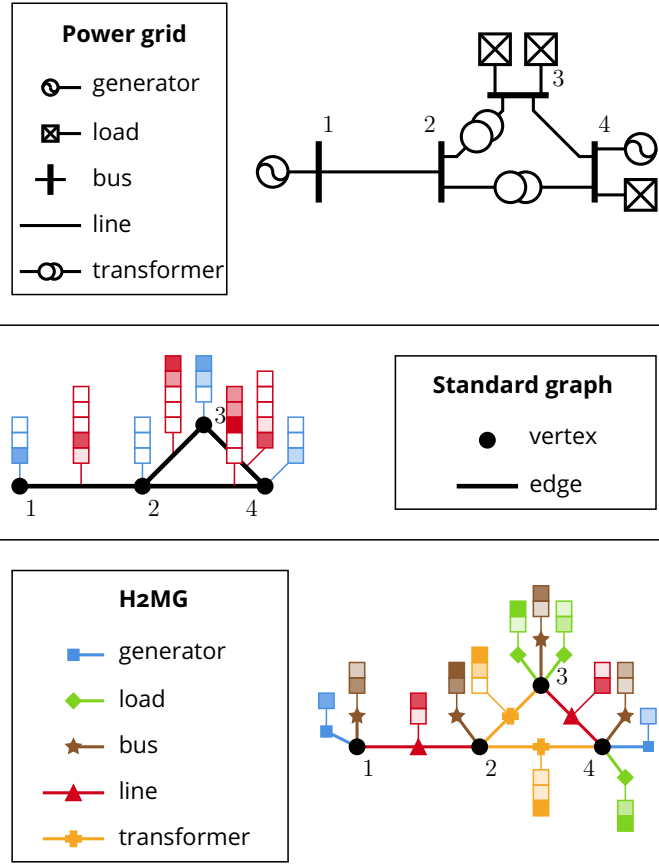 Power grid
generator
load
bus
line
transformer
1
2
3
4
Standard graph
vertex
edge
1
2
3
4
H2MG
generator
load
bus
line
transformer
1
2
3
4